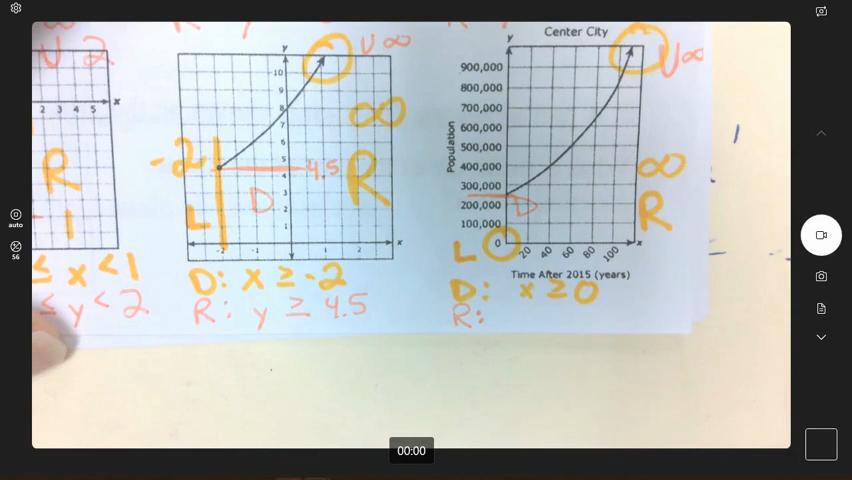 Center City
y
y
U ∞
U ∞
U 2
10
8
7
5
4
3
2
1
-2
-1
1
2
x
2 3 4 5
x
∞
R
R
-2
L
4.5
D
1
900,000
800,000
700,000
600,000
500,000
400,000
300,000
200,000
100,000
0
Population
20 40 60 80 100
x
Time After 2015 (years)
∞
R
D
L
≤ x < 1
≤ y < 2
D: x ≥ -2
R: y ≥ 4.5
D: x ≥ 0
R:
00:00
auto
56